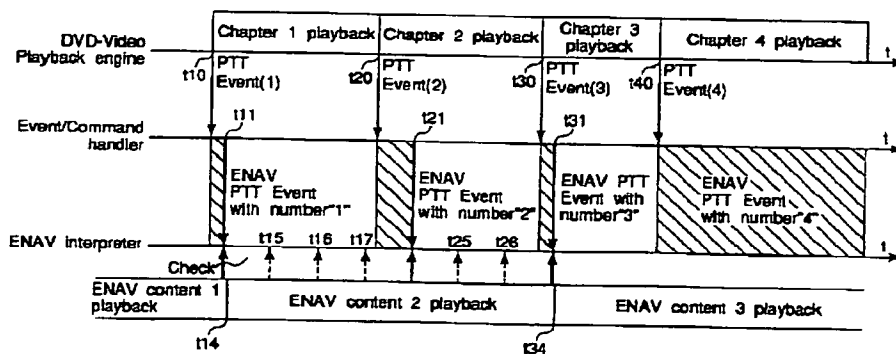 DVD-Video
Playback engine
Chapter 1 playback
Chapter 2 playback
Chapter 3
playback
Chapter 4 playback
t
t10
PTT
Event(1)
t20
PTT
Event(2)
t30
PTT
Event(3)
t40
PTT
Event(4)
t11
t21
t31
Event/Command
handler
t
ENAV
PTT Event
with number"1"
ENAV
PTT Event
with number"2"
ENAV PTT
Event with
number"3"
ENAV
PTT Event
with number"4"
ENAV interpreter
t15
t16
t17
t25
t26
t
Check
ENAV content 1
playback
ENAV content 2 playback
ENAV content 3 playback
t14
t34